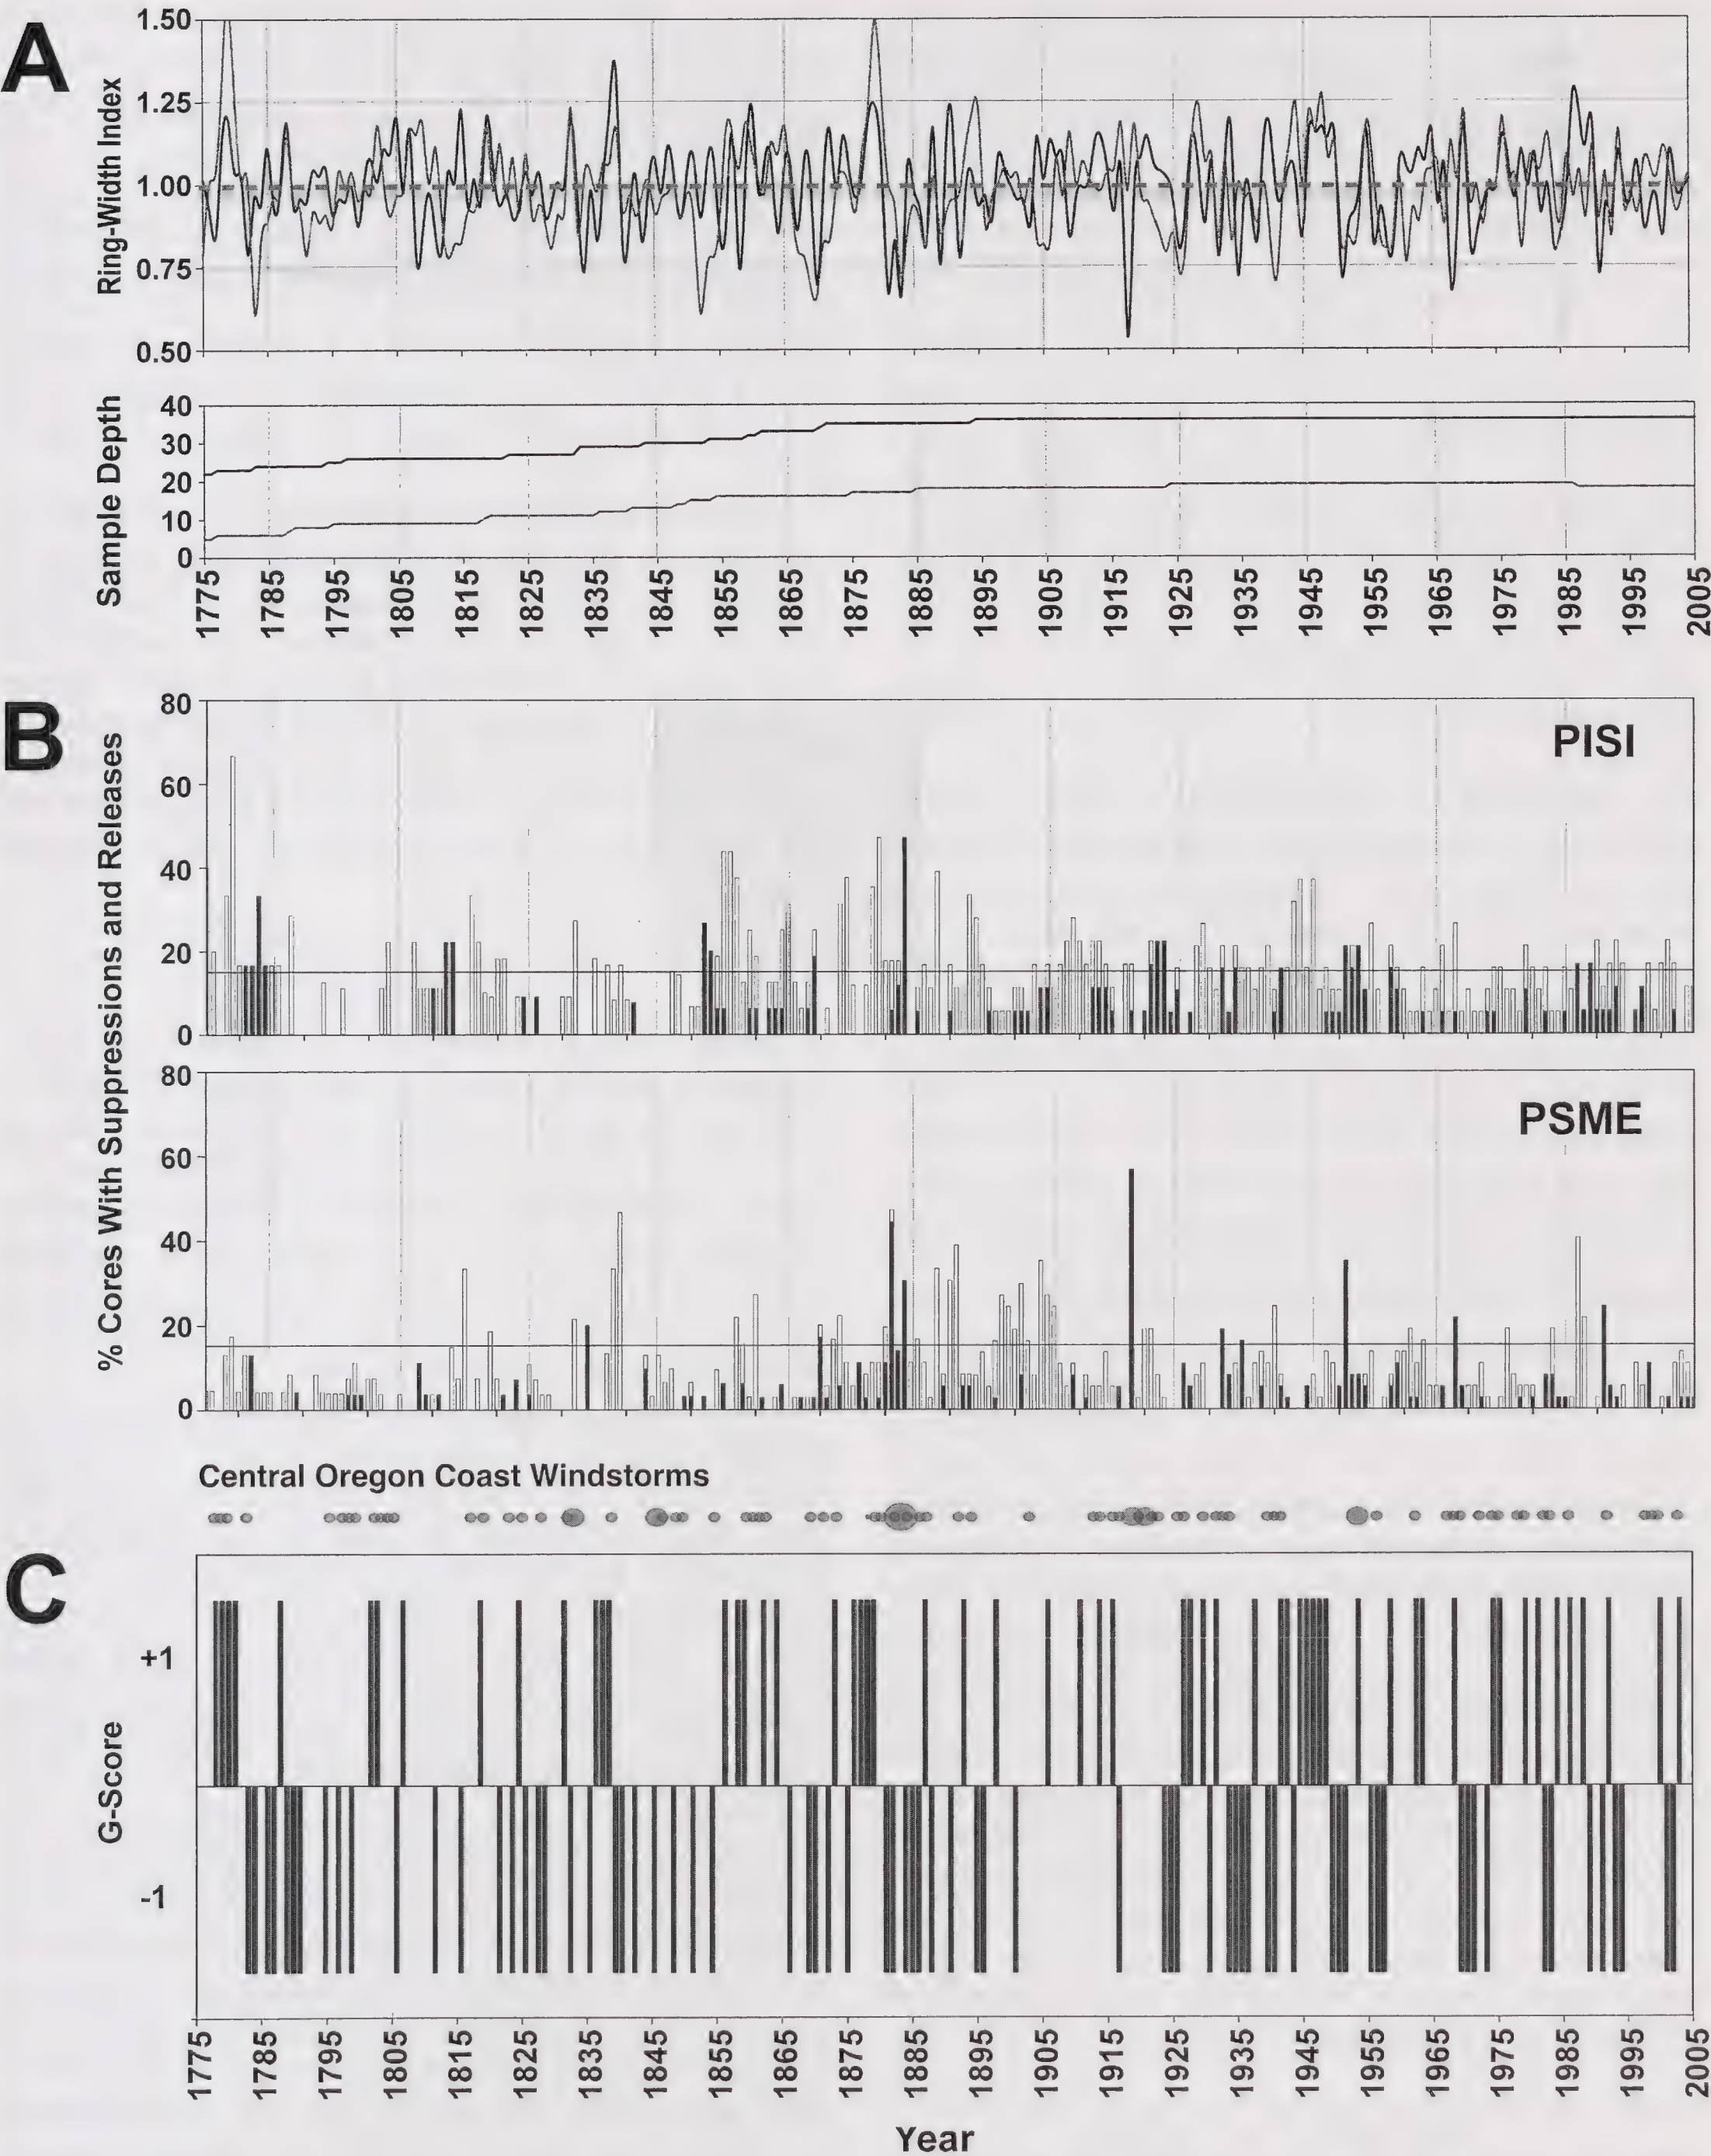 A
Ring-Width Index
1.50
1.25
1.00
0.75
0.50
Sample Depth
40
30
20
10
0
1775 1785 1795 1805 1815 1825 1835 1845 1855 1865 1875 1885 1895 1905 1915 1925 1935 1945 1955 1965 1975 1985 1995 2005
B
% Cores With Suppressions and Releases
80
60
40
20
0
PISI
80
60
40
20
0
PSME
Central Oregon Coast Windstorms
C
G-Score
+1
-1
1775 1785 1795 1805 1815 1825 1835 1845 1855 1865 1875 1885 1895 1905 1915 1925 1935 1945 1955 1965 1975 1985 1995 2005
Year